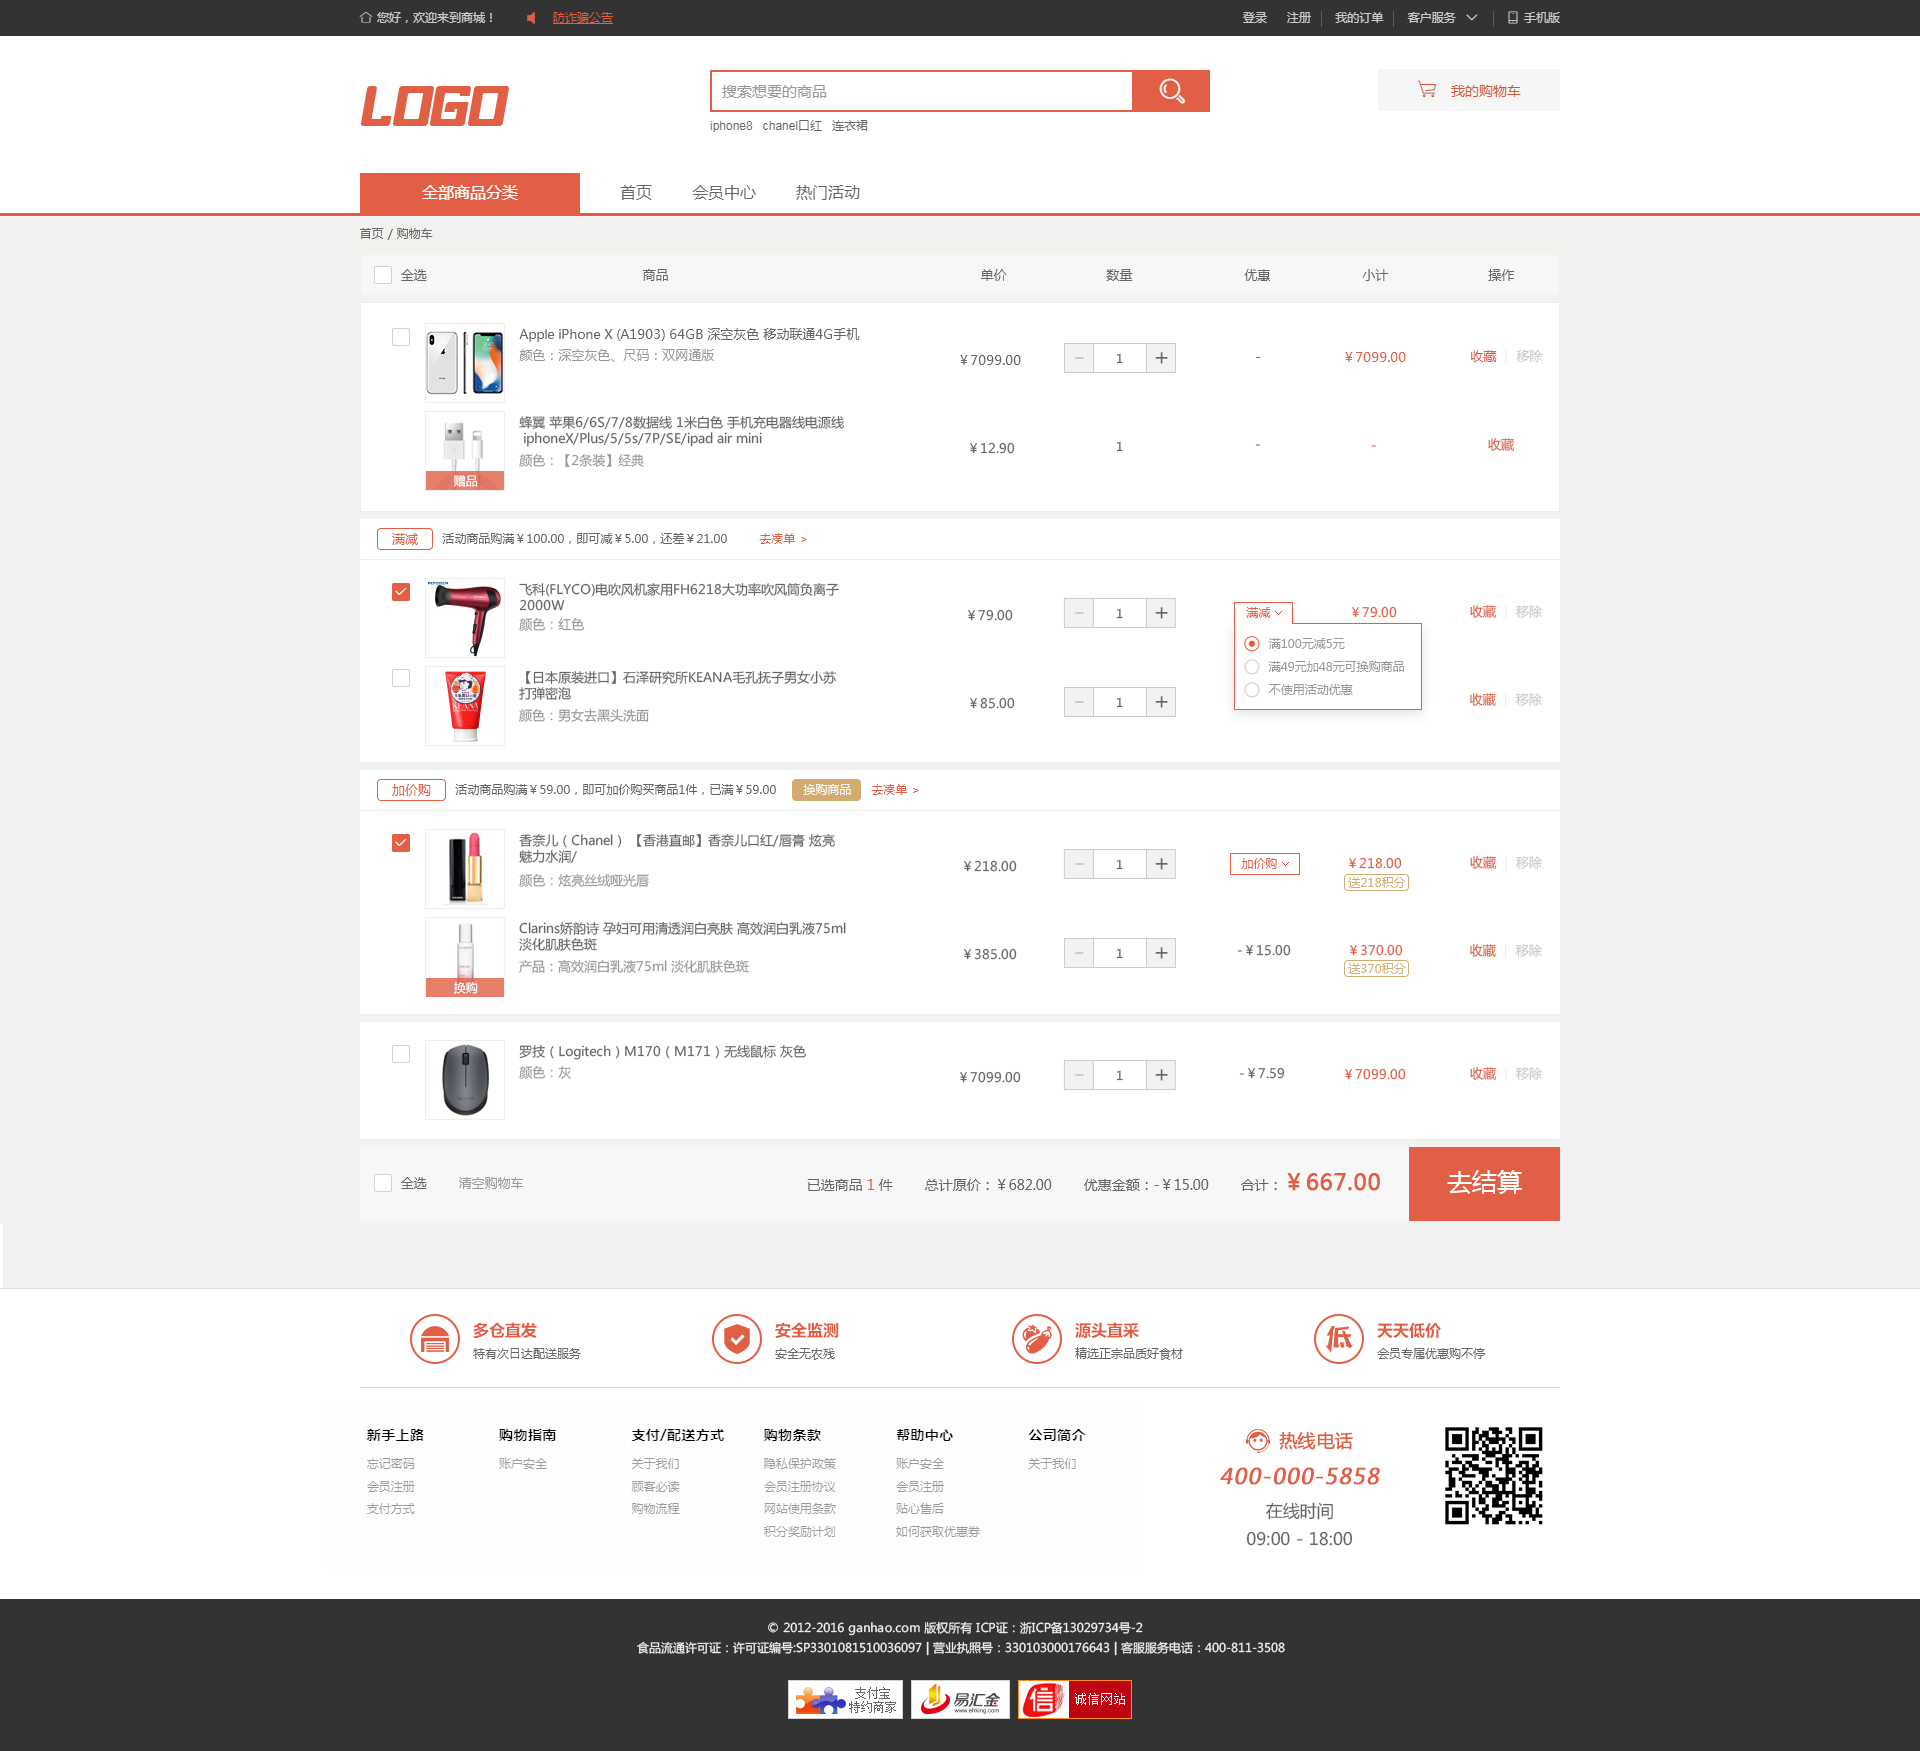 您好，欢迎来到商城！ 防诈骗公告 登录 注册 我的订单 客户服务 手机版
LOGO
搜索想要的商品
我的购物车
iphone8 chanel口红 连衣裙
全部商品分类 首页 会员中心 热门活动
首页 / 购物车
全选 商品 单价 数量 优惠 小计 操作
Apple iPhone X (A1903) 64GB 深空灰色 移动联通4G手机
颜色：深空灰色、尺码：双网通版
¥ 7099.00 − 1 + - ¥ 7099.00 收藏 | 移除
蜂翼 苹果6/6S/7/8数据线 1米白色 手机充电器线电源线
iphoneX/Plus/5/5s/7P/SE/ipad air mini
颜色：【2条装】经典
赠品
¥ 12.90 1 - - 收藏
满减 活动商品购满 ¥ 100.00，即可减 ¥ 5.00，还差 ¥ 21.00 去凑单 >
飞科(FLYCO)电吹风机家用FH6218大功率吹风筒负离子
2000W
颜色：红色
¥ 79.00 − 1 + 满减 ¥ 79.00 收藏 | 移除
满100元减5元
满49元加48元可换购商品
不使用活动优惠
【日本原装进口】石泽研究所KEANA毛孔抚子男女小苏
打弹密泡
颜色：男女去黑头洗面
KEANA
¥ 85.00 − 1 + 收藏 | 移除
加价购 活动商品购满 ¥ 59.00，即可加价购买商品1件，已满 ¥ 59.00 换购商品 去凑单 >
香奈儿（Chanel） 【香港直邮】香奈儿口红/唇膏 炫亮
魅力水润/
颜色：炫亮丝绒哑光唇
¥ 218.00 − 1 + 加价购 ¥ 218.00 收藏 | 移除
送218积分
Clarins娇韵诗 孕妇可用清透润白亮肤 高效润白乳液75ml
淡化肌肤色斑
产品：高效润白乳液75ml 淡化肌肤色斑
换购
¥ 385.00 − 1 + - ¥ 15.00 ¥ 370.00 收藏 | 移除
送370积分
罗技（Logitech）M170（M171）无线鼠标 灰色
颜色：灰
¥ 7099.00 − 1 + - ¥ 7.59 ¥ 7099.00 收藏 | 移除
全选 清空购物车 已选商品 1 件 总计原价： ¥ 682.00 优惠金额：- ¥ 15.00 合计： ¥ 667.00 去结算
多仓直发
特有次日达配送服务
安全监测
安全无农残
源头直采
精选正宗品质好食材
低
天天低价
会员专属优惠购不停
新手上路
忘记密码
会员注册
支付方式
购物指南
账户安全
支付/配送方式
关于我们
顾客必读
购物流程
购物条款
隐私保护政策
会员注册协议
网站使用条款
积分奖励计划
帮助中心
账户安全
会员注册
贴心售后
如何获取优惠券
公司简介
关于我们
热线电话
400-000-5858
在线时间
09:00 - 18:00
© 2012-2016 ganhao.com 版权所有 ICP证：浙ICP备13029734号-2
食品流通许可证：许可证编号:SP3301081510036097 | 营业执照号：330103000176643 | 客服服务电话：400-811-3508
支付宝
特约商家
易汇金
www.ehking.com
信 诚信网站